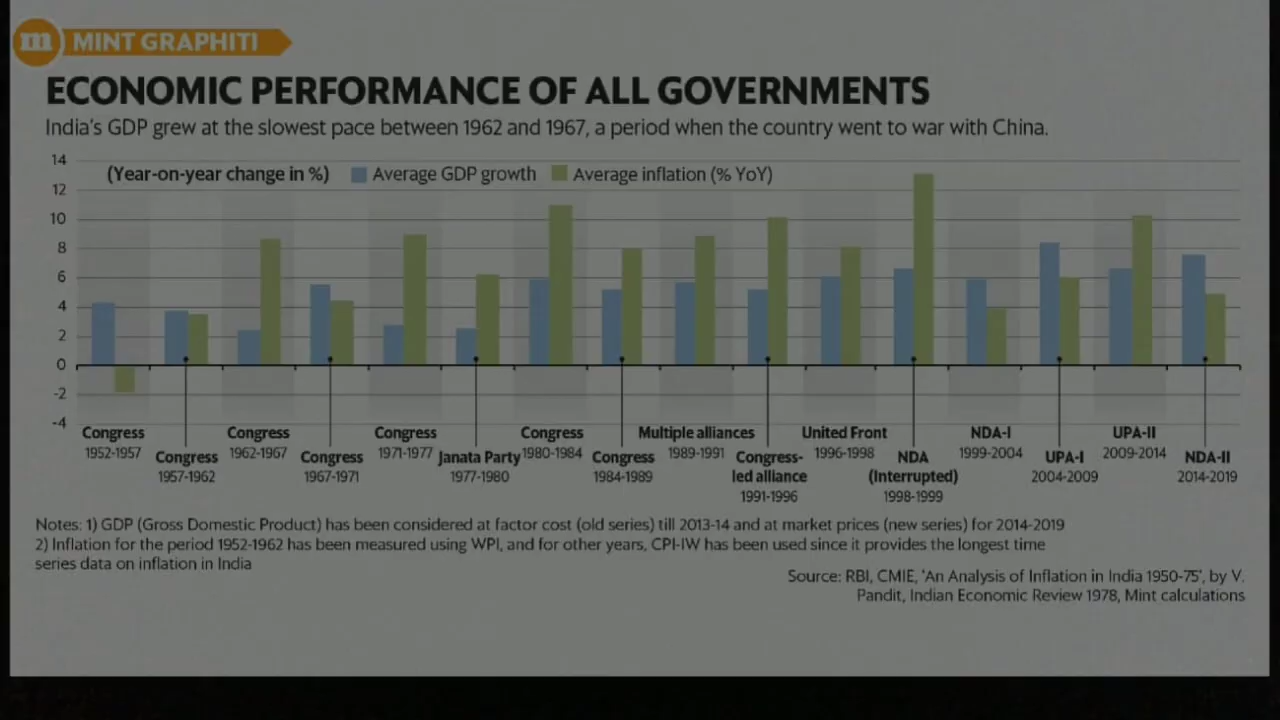 m MINT GRAPHITI
ECONOMIC PERFORMANCE OF ALL GOVERNMENTS
India's GDP grew at the slowest pace between 1962 and 1967, a period when the country went to war with China.
(Year-on-year change in %) Average GDP growth Average inflation (% YoY)
14
12
10
8
6
4
2
0
-2
-4
Congress
1952-1957
Congress
1957-1962
Congress
1962-1967
Congress
1967-1971
Congress
1971-1977
Janata Party
1977-1980
Congress
1980-1984
Congress
1984-1989
Multiple alliances
1989-1991
Congress-
led alliance
1991-1996
United Front
1996-1998
NDA
(Interrupted)
1998-1999
NDA-I
1999-2004
UPA-I
2004-2009
UPA-II
2009-2014
NDA-II
2014-2019
Notes: 1) GDP (Gross Domestic Product) has been considered at factor cost (old series) till 2013-14 and at market prices (new series) for 2014-2019
2) Inflation for the period 1952-1962 has been measured using WPI, and for other years, CPI-IW has been used since it provides the longest time
series data on inflation in India
Source: RBI, CMIE, 'An Analysis of Inflation in India 1950-75', by V.
Pandit, Indian Economic Review 1978, Mint calculations